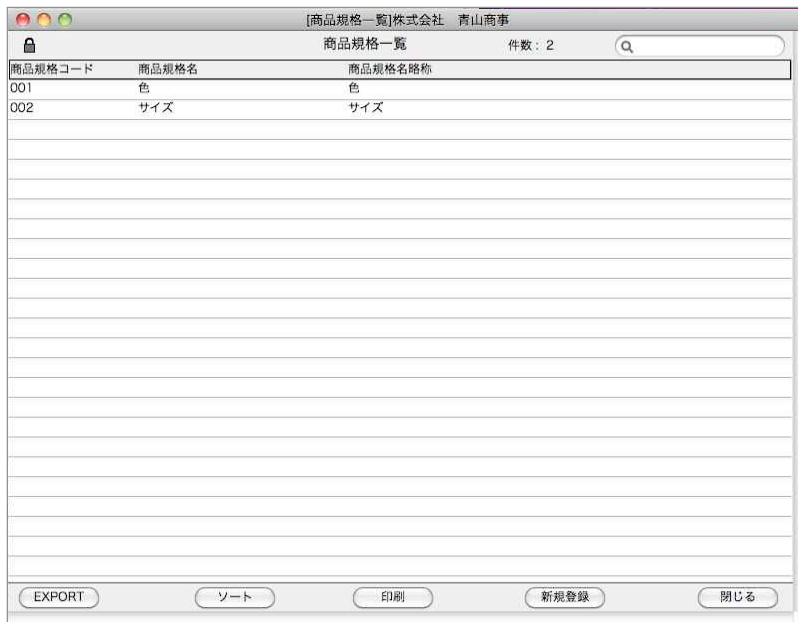 [商品規格一覧]株式会社　青山商事
商品規格一覧 件数： 2
商品規格コード 商品規格名 商品規格名略称
001 色 色
002 サイズ サイズ
EXPORT ソート 印刷 新規登録 閉じる